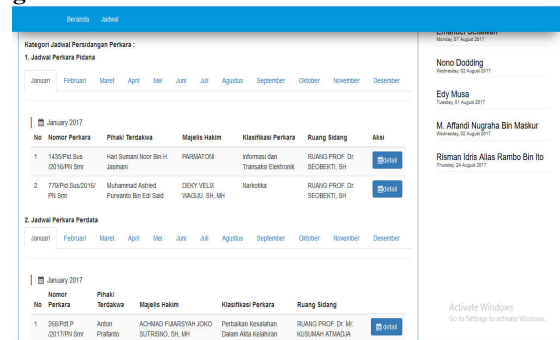 Beranda Jadwal
Kategori Jadwal Persidangan Perkara :
1. Jadwal Perkara Pidana
Januari Februari Maret April Mei Juni Juli Agustus September Oktober November Desember
January 2017
No Nomor Perkara Pihak/ Terdakwa Majelis Hakim Klasifikasi Perkara Ruang Sidang Aksi
1 1435/Pid.Sus Hari Sumani Noor Bin H. PARMATONI Informasi dan RUANG PROF. Dr. detail
/2016/PN Smr Jasmani Transaksi Elektronik SEOBEKTI, SH
2 779/Pid.Sus/2016/ Muhammad Astried DEKY VELIX Narkotika RUANG PROF. Dr. detail
PN Smr Purwanto Bin Edi Said WAGIJU, SH, MH SEOBEKTI, SH
2. Jadwal Perkara Perdata
Januari Februari Maret April Mei Juni Juli Agustus September Oktober November Desember
January 2017
Nomor Pihak/
No Perkara Terdakwa Majelis Hakim Klasifikasi Perkara Ruang Sidang
1 268/Pdt.P Anton ACHMAD FIJIARSYAH JOKO Perbaikan Kesalahan RUANG PROF. Dr. Mr. detail
/2017/PN Smr Prafanto SUTRISNO, SH, MH Dalam Akta Kelahiran KUSUMAH ATMADJA
Monday, 07 August 2017
Nono Dodding
Wednesday, 02 August 2017
Edy Musa
Tuesday, 01 August 2017
M. Affandi Nugraha Bin Maskur
Wednesday, 02 August 2017
Risman Idris Alias Rambo Bin Ito
Thursday, 24 August 2017
Activate Windows
Go to Settings to activate Windows.